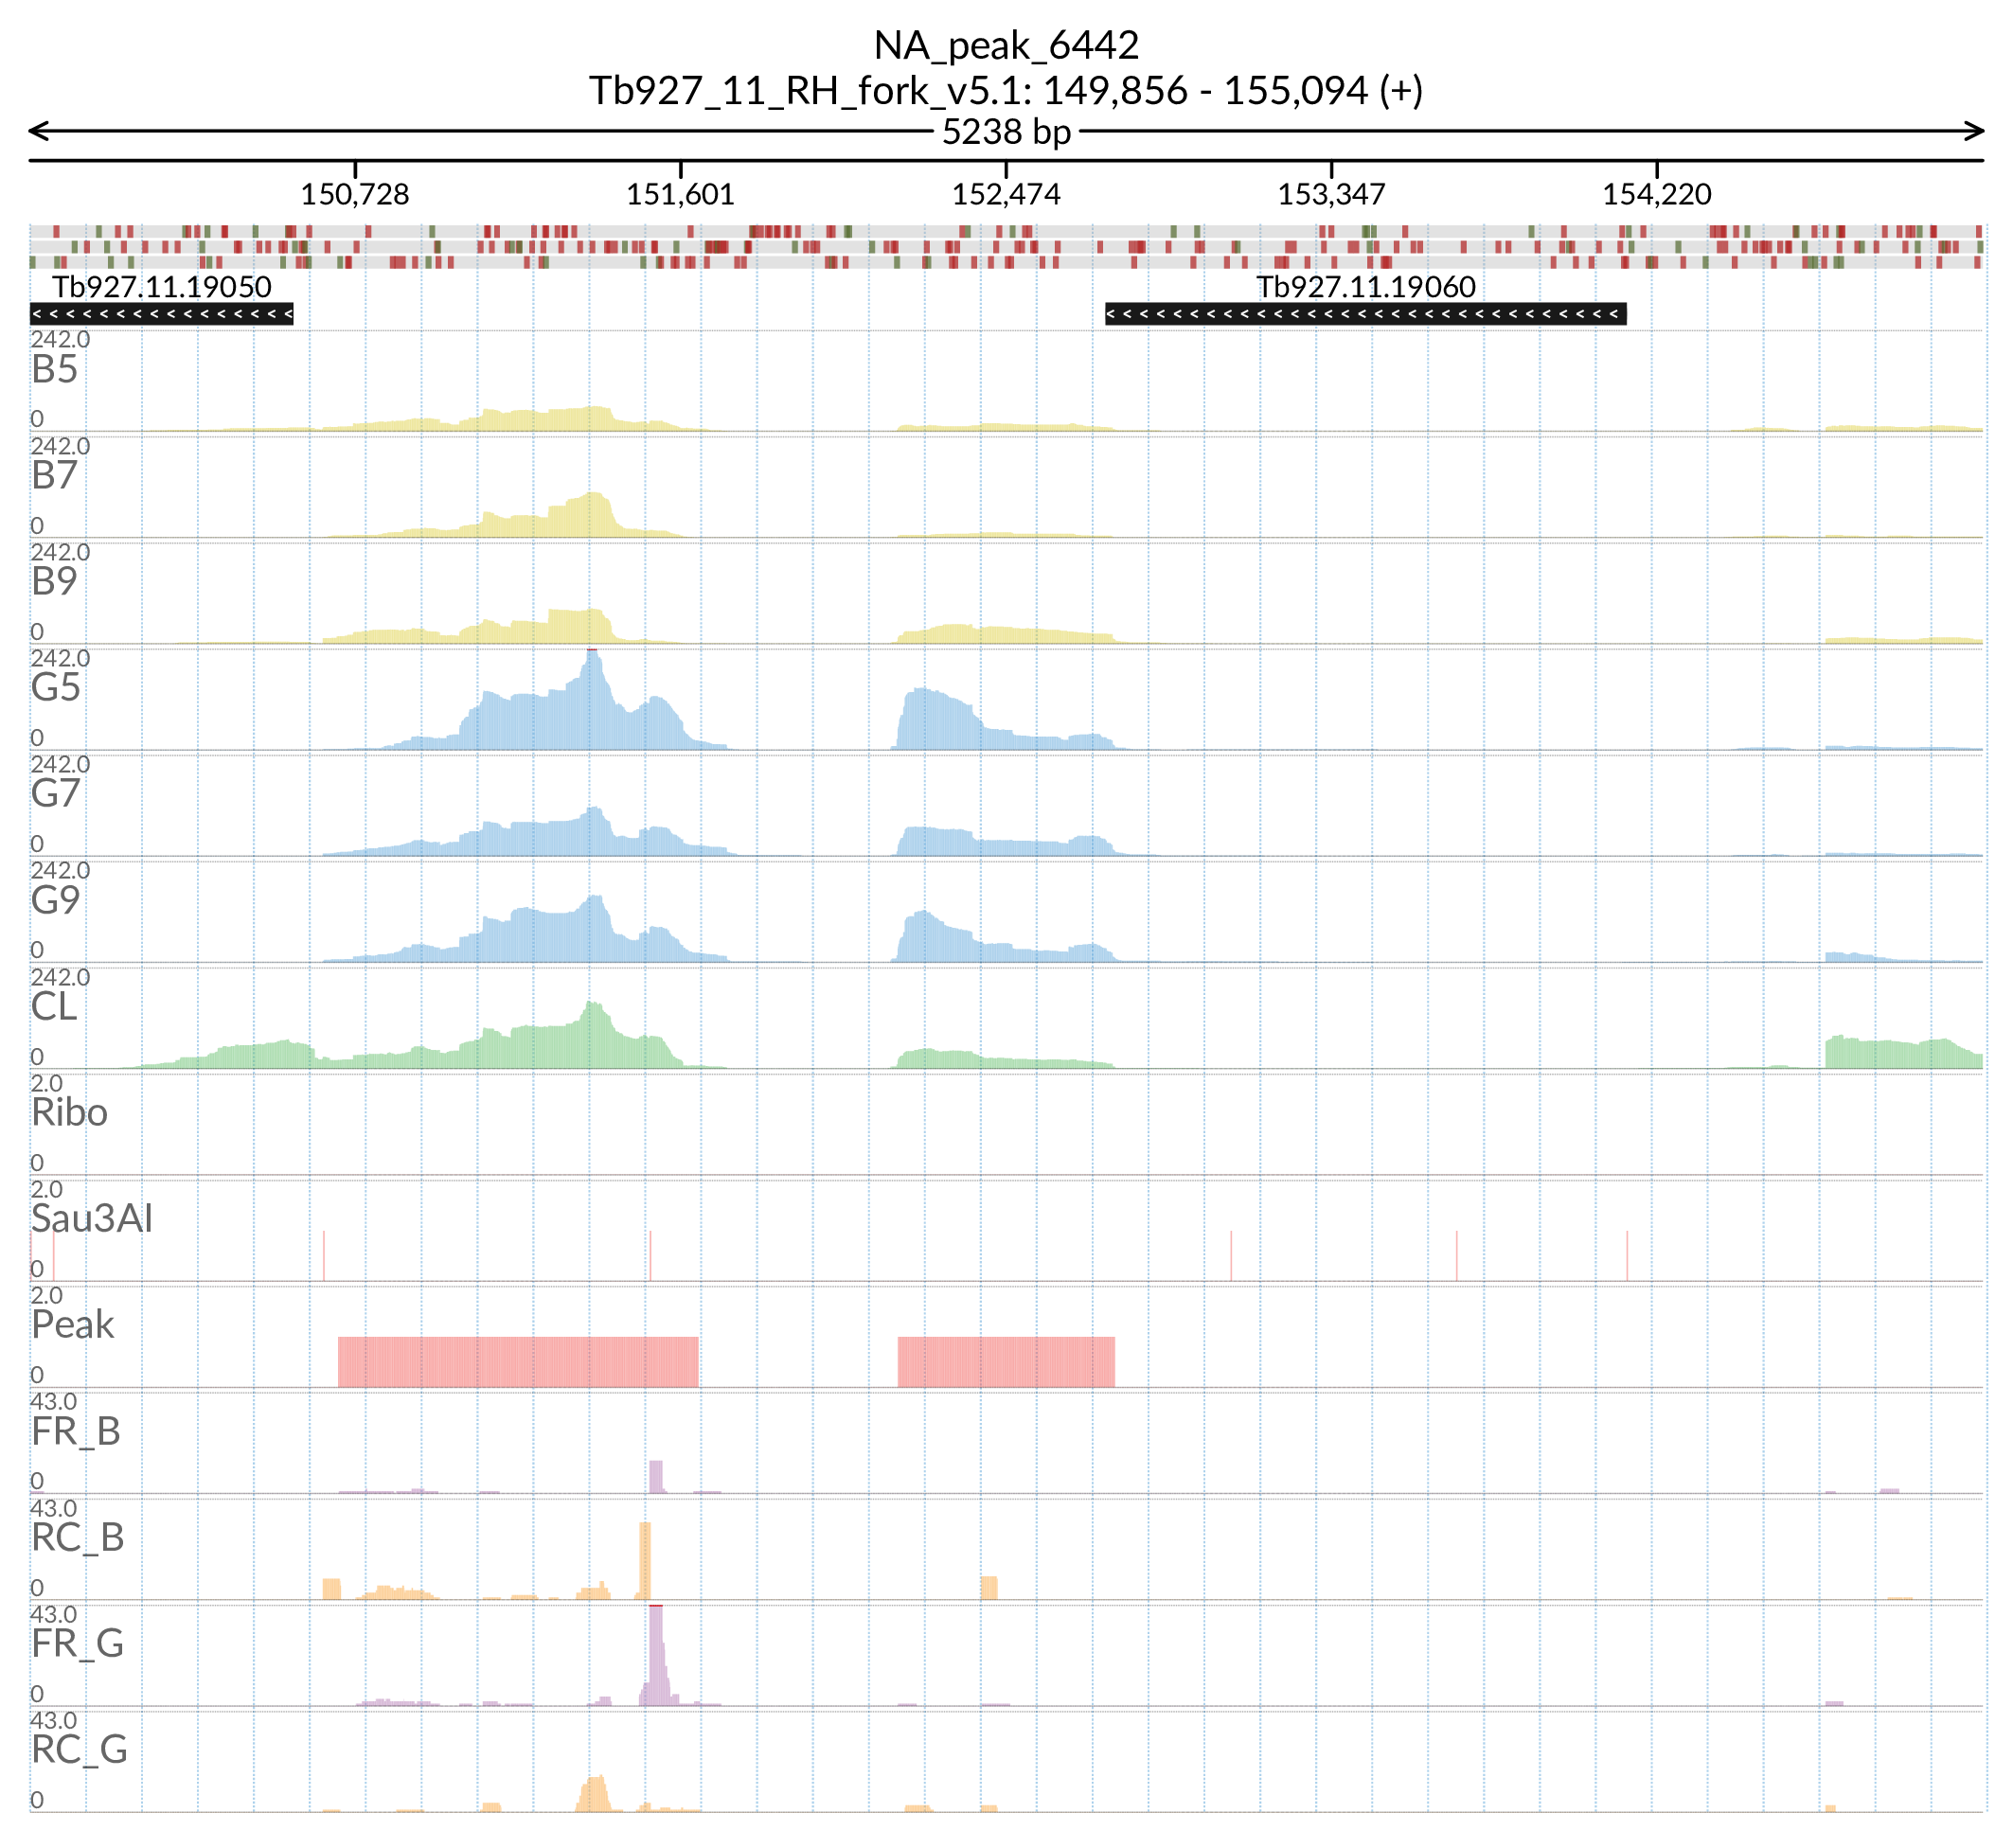 NA_peak_6442
Tb927_11_RH_fork_v5.1: 149,856 - 155,094 (+)
5238 bp
150,728 151,601 152,474 153,347 154,220
Tb927.11.19050 Tb927.11.19060
242.0
B5
0
242.0
B7
0
242.0
B9
0
242.0
G5
0
242.0
G7
0
242.0
G9
0
242.0
CL
0
2.0
Ribo
0
2.0
Sau3AI
0
2.0
Peak
0
43.0
FR_B
0
43.0
RC_B
0
43.0
FR_G
0
43.0
RC_G
0